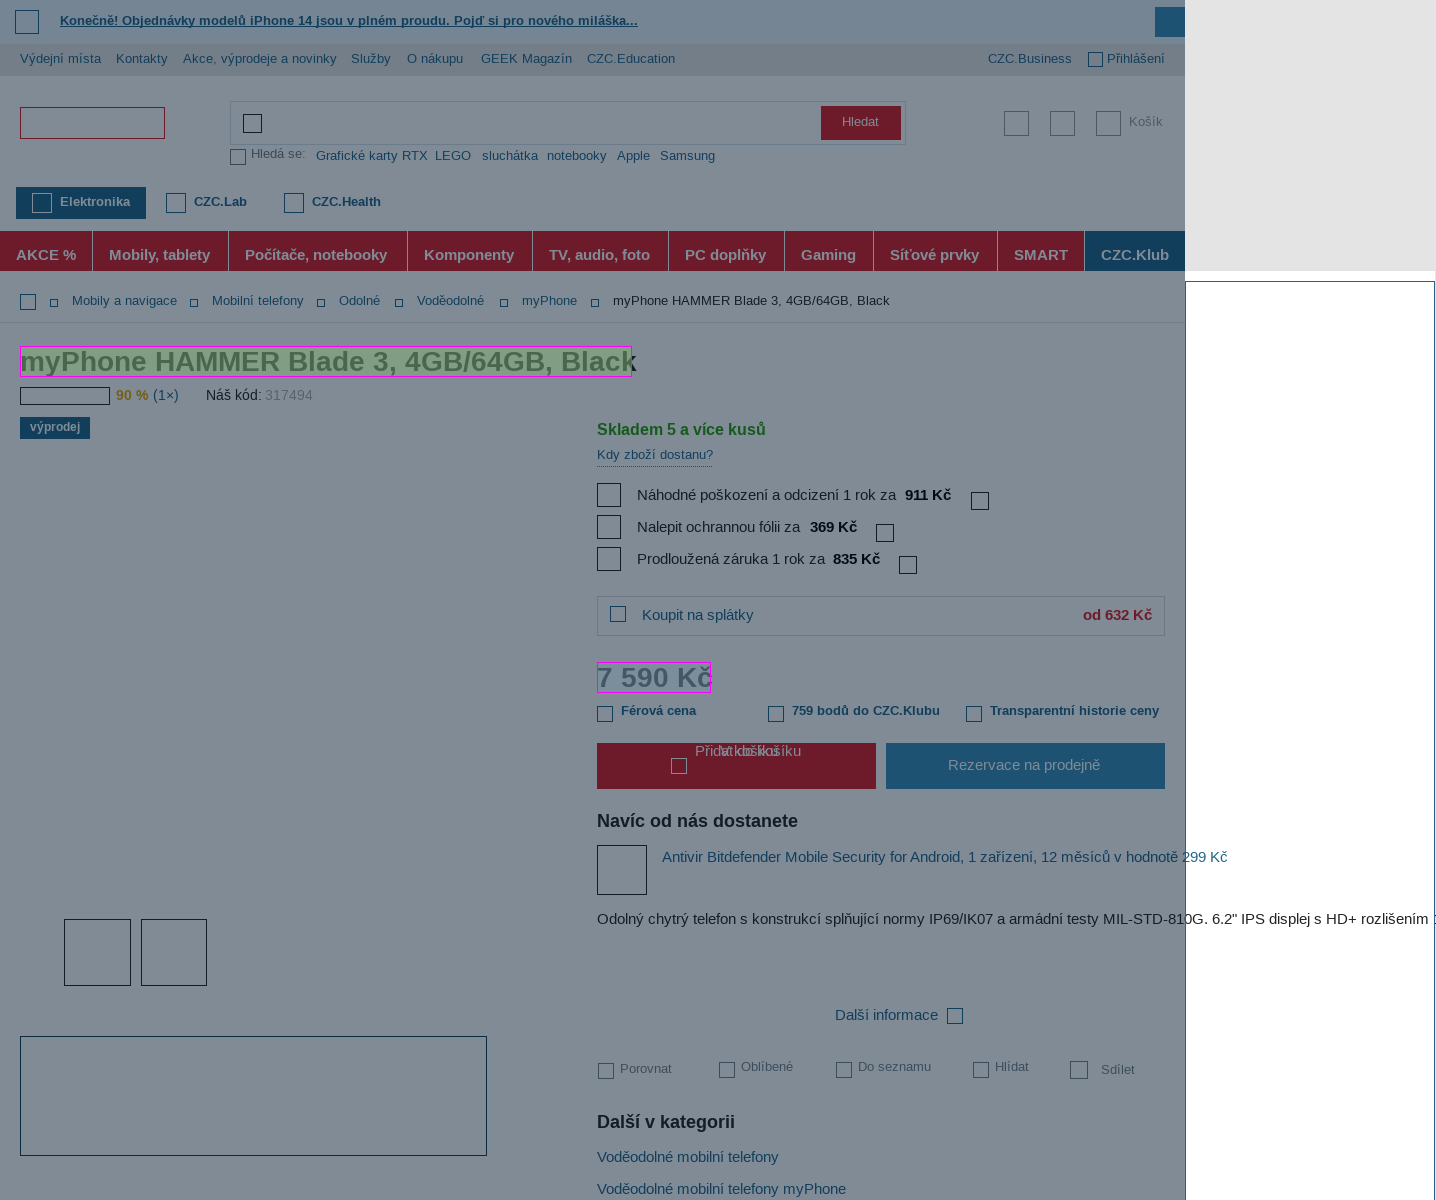 Konečně! Objednávky modelů iPhone 14 jsou v plném proudu. Pojď si pro nového miláška...
Výdejní místa Kontakty Akce, výprodeje a novinky Služby O nákupu GEEK Magazín CZC.Education CZC.Business Přihlášení
Hledat Košík
Hledá se: Grafické karty RTX LEGO sluchátka notebooky Apple Samsung
Elektronika CZC.Lab CZC.Health
AKCE % Mobily, tablety Počítače, notebooky Komponenty TV, audio, foto PC doplňky Gaming Síťové prvky SMART CZC.Klub
Mobily a navigace Mobilní telefony Odolné Voděodolné myPhone myPhone HAMMER Blade 3, 4GB/64GB, Black
myPhone HAMMER Blade 3, 4GB/64GB, Black
90 % (1×) Náš kód: 317494
výprodej
Skladem 5 a více kusů
Kdy zboží dostanu?
Náhodné poškození a odcizení 1 rok za 911 Kč
Nalepit ochrannou fólii za 369 Kč
Prodloužená záruka 1 rok za 835 Kč
Koupit na splátky od 632 Kč
7 590 Kč
Férová cena 759 bodů do CZC.Klubu Transparentní historie ceny
Přidat do košíku V košíku Rezervace na prodejně
Navíc od nás dostanete
Antivir Bitdefender Mobile Security for Android, 1 zařízení, 12 měsíců v hodnotě 299 Kč
Odolný chytrý telefon s konstrukcí splňující normy IP69/IK07 a armádní testy MIL-STD-810G. 6.2" IPS displej s HD+ rozlišením
Další informace
Porovnat Oblíbené Do seznamu Hlídat Sdílet
Další v kategorii
Voděodolné mobilní telefony
Voděodolné mobilní telefony myPhone